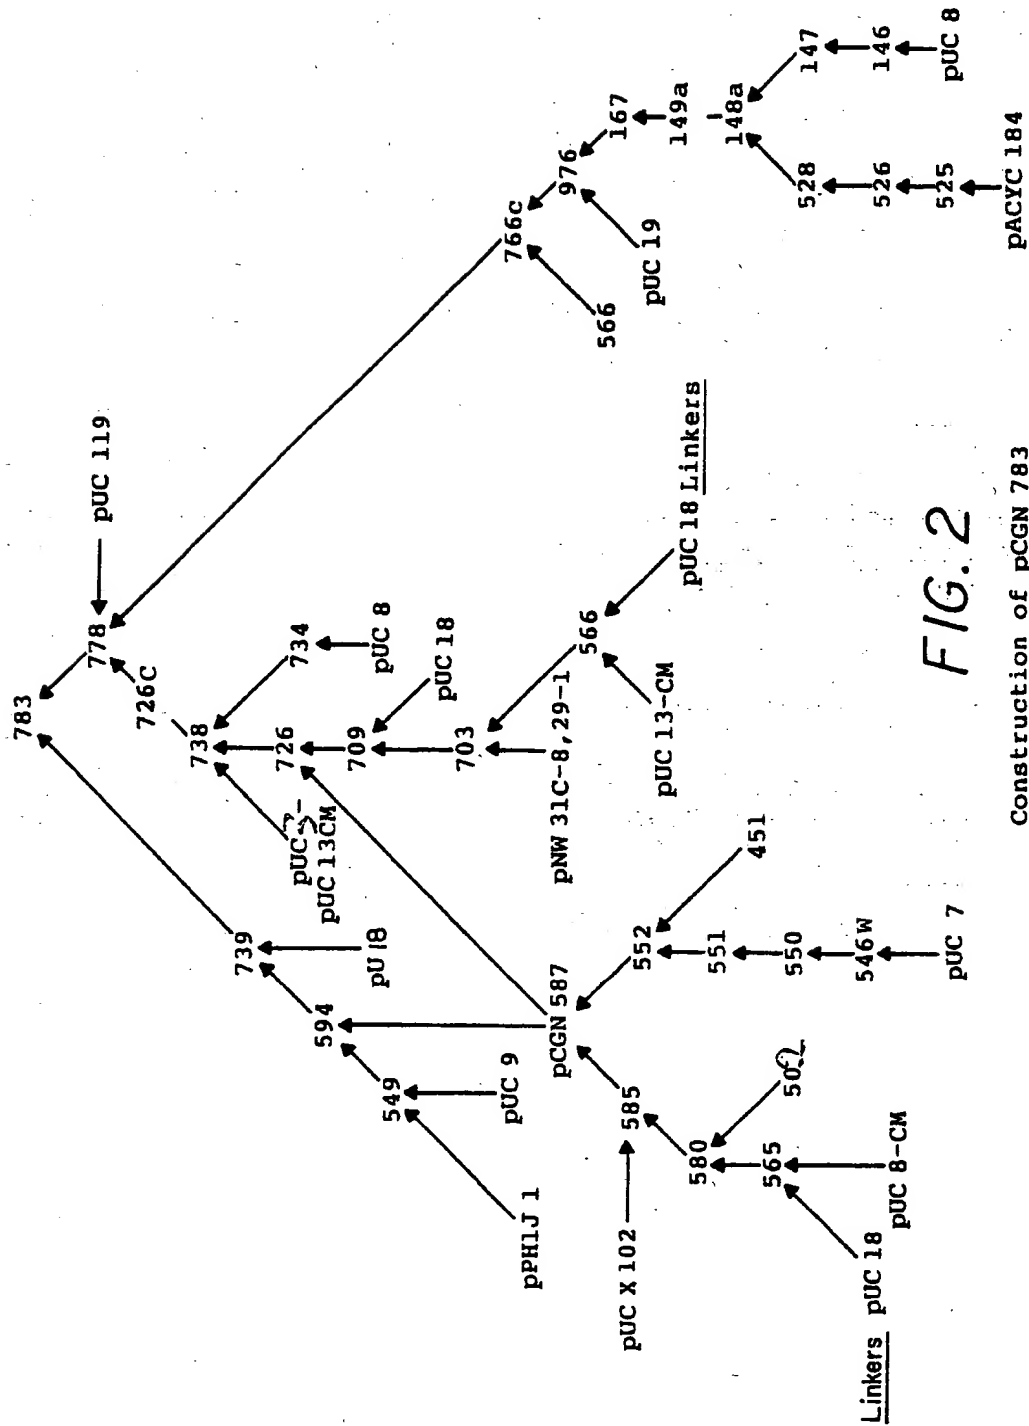 783
778
pUC 119
726C
738
734
pUC 8
pUC
pUC 13CM
726
709
pUC 18
703
pNW 31C-8,29-1
566
pUC 18 Linkers
pUC 13-CM
739
pU 18
594
549
pUC 9
pPH1J 1
pCGN 587
552
451
551
550
546W
pUC 7
585
pUC X 102
580
502
565
pUC 8-CM
Linkers pUC 18
766c
566
976
pUC 19
167
149a
148a
147
146
pUC 8
528
526
525
pACYC 184
FIG. 2
Construction of pCGN 783